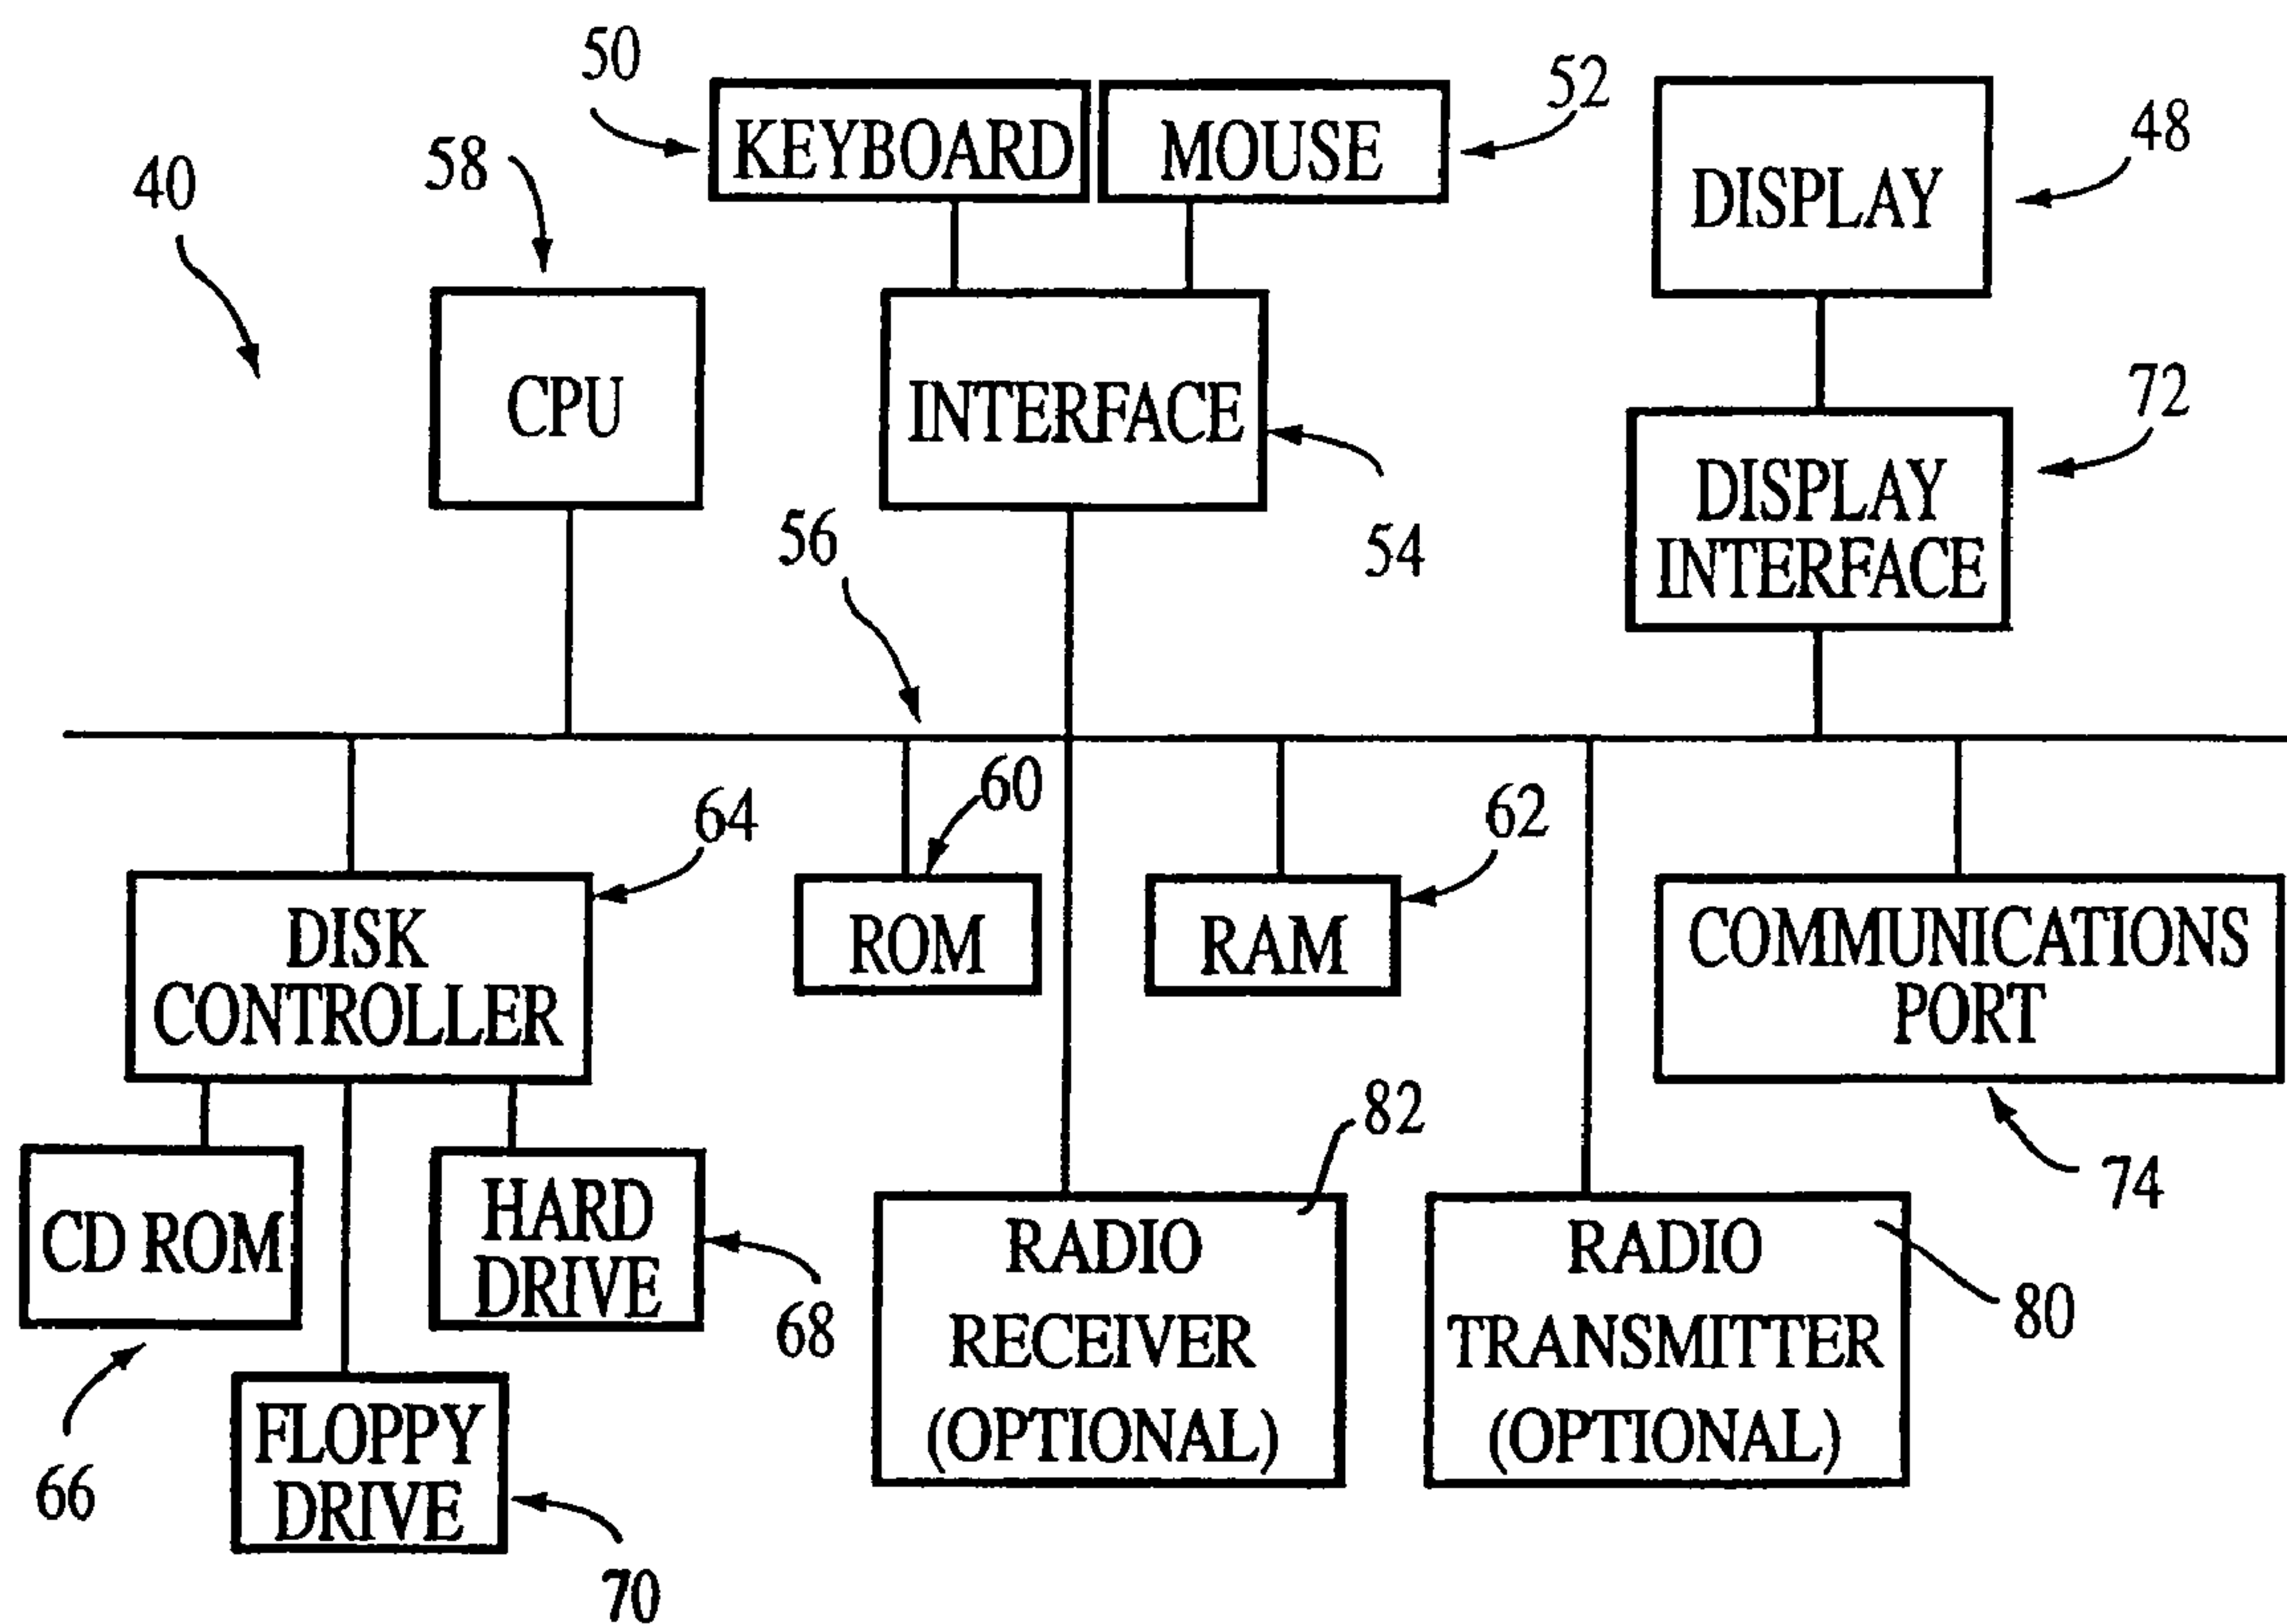 50
KEYBOARD
MOUSE
52
DISPLAY
48
40
58
CPU
INTERFACE
54
72
DISPLAY
INTERFACE
56
64
DISK
CONTROLLER
60
ROM
62
RAM
COMMUNICATIONS
PORT
74
CD ROM
66
HARD
DRIVE
68
FLOPPY
DRIVE
70
82
RADIO
RECEIVER
(OPTIONAL)
RADIO
TRANSMITTER
(OPTIONAL)
80